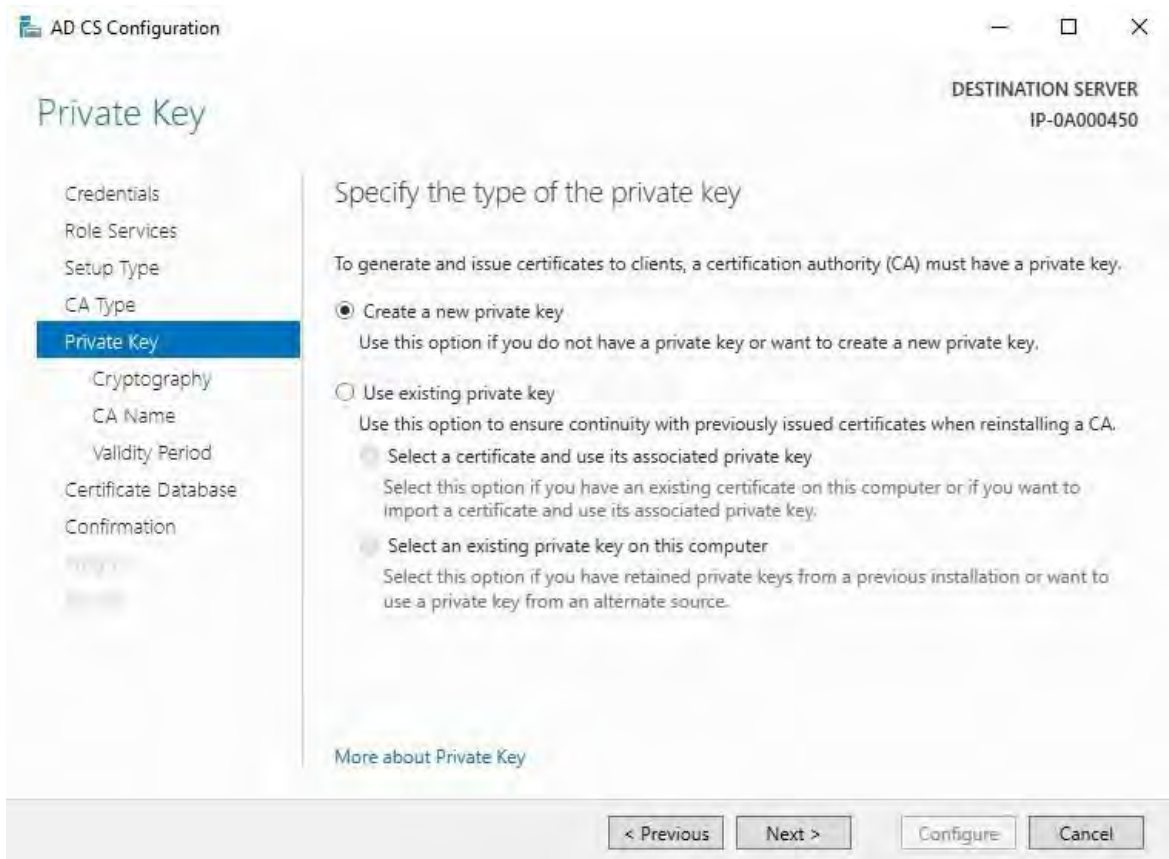 AD CS Configuration
Private Key
DESTINATION SERVER
IP-0A000450
Credentials
Role Services
Setup Type
CA Type
Private Key
Cryptography
CA Name
Validity Period
Certificate Database
Confirmation
Specify the type of the private key
To generate and issue certificates to clients, a certification authority (CA) must have a private key.
Create a new private key
Use this option if you do not have a private key or want to create a new private key.
Use existing private key
Use this option to ensure continuity with previously issued certificates when reinstalling a CA.
Select a certificate and use its associated private key
Select this option if you have an existing certificate on this computer or if you want to
import a certificate and use its associated private key.
Select an existing private key on this computer
Select this option if you have retained private keys from a previous installation or want to
use a private key from an alternate source.
More about Private Key
< Previous
Next >
Configure
Cancel